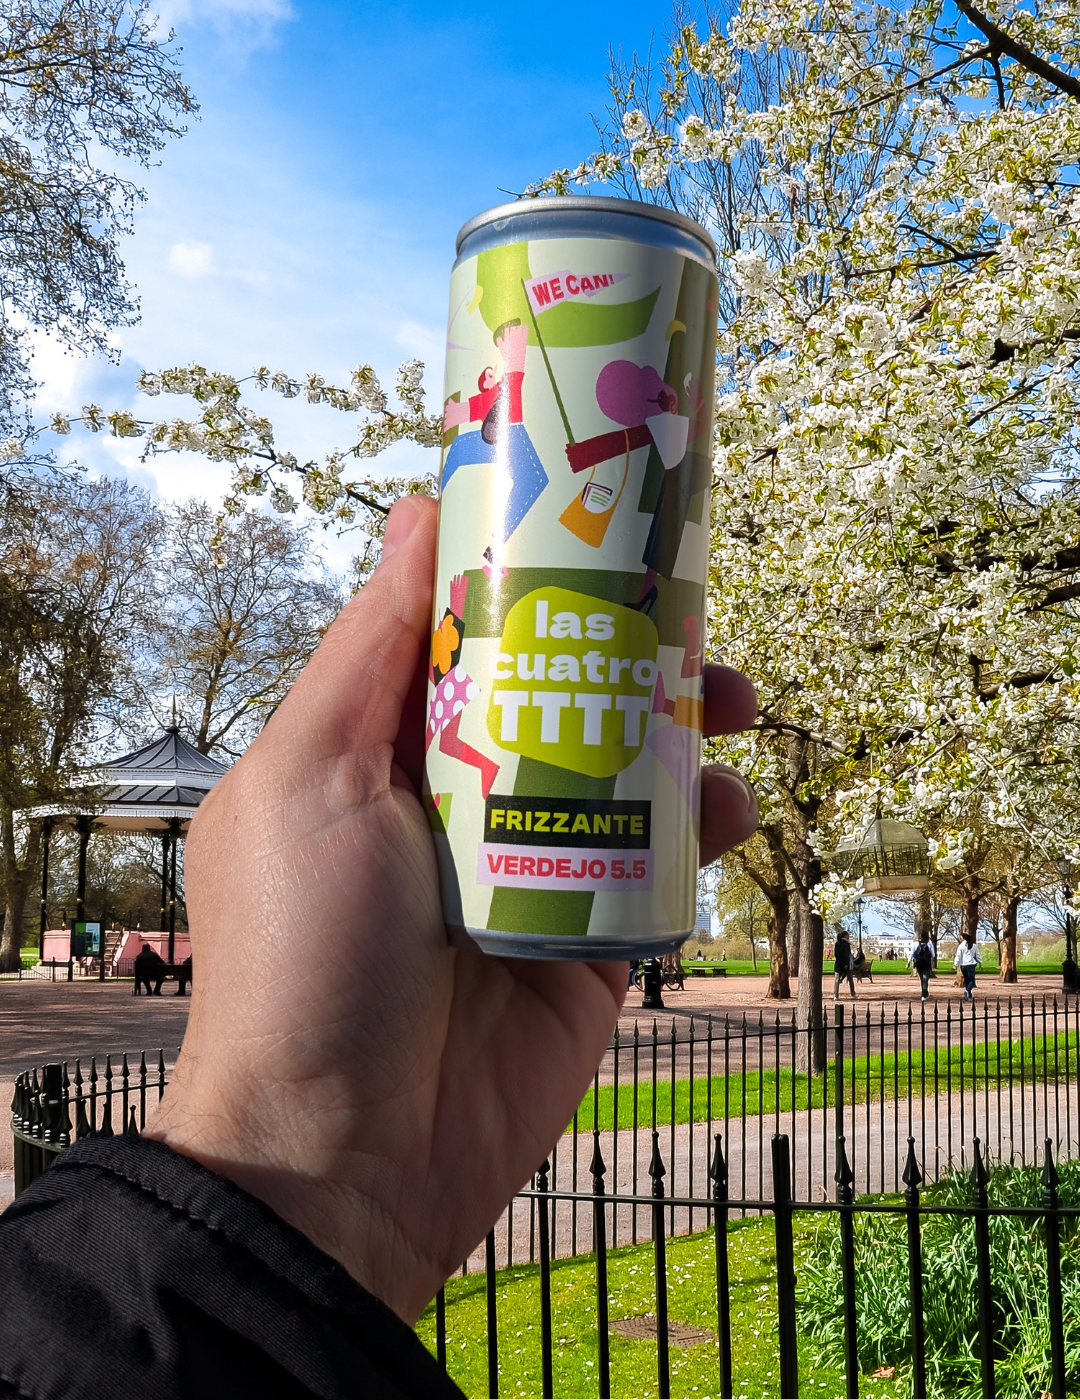 WE CAN!
las
cuatro
TTTT
FRIZZANTE
VERDEJO 5.5